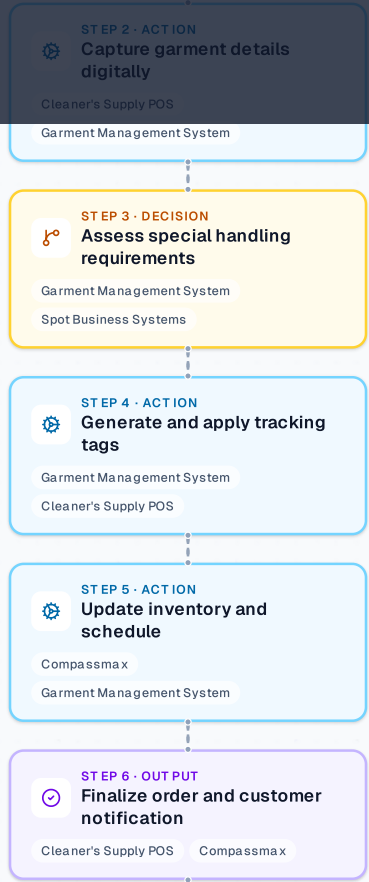 STEP 2 · ACTION
Capture garment details
digitally
Cleaner's Supply POS
Garment Management System
STEP 3 · DECISION
Assess special handling
requirements
Garment Management System
Spot Business Systems
STEP 4 · ACTION
Generate and apply tracking
tags
Garment Management System
Cleaner's Supply POS
STEP 5 · ACTION
Update inventory and
schedule
Compassmax
Garment Management System
STEP 6 · OUTPUT
Finalize order and customer
notification
Cleaner's Supply POS Compassmax